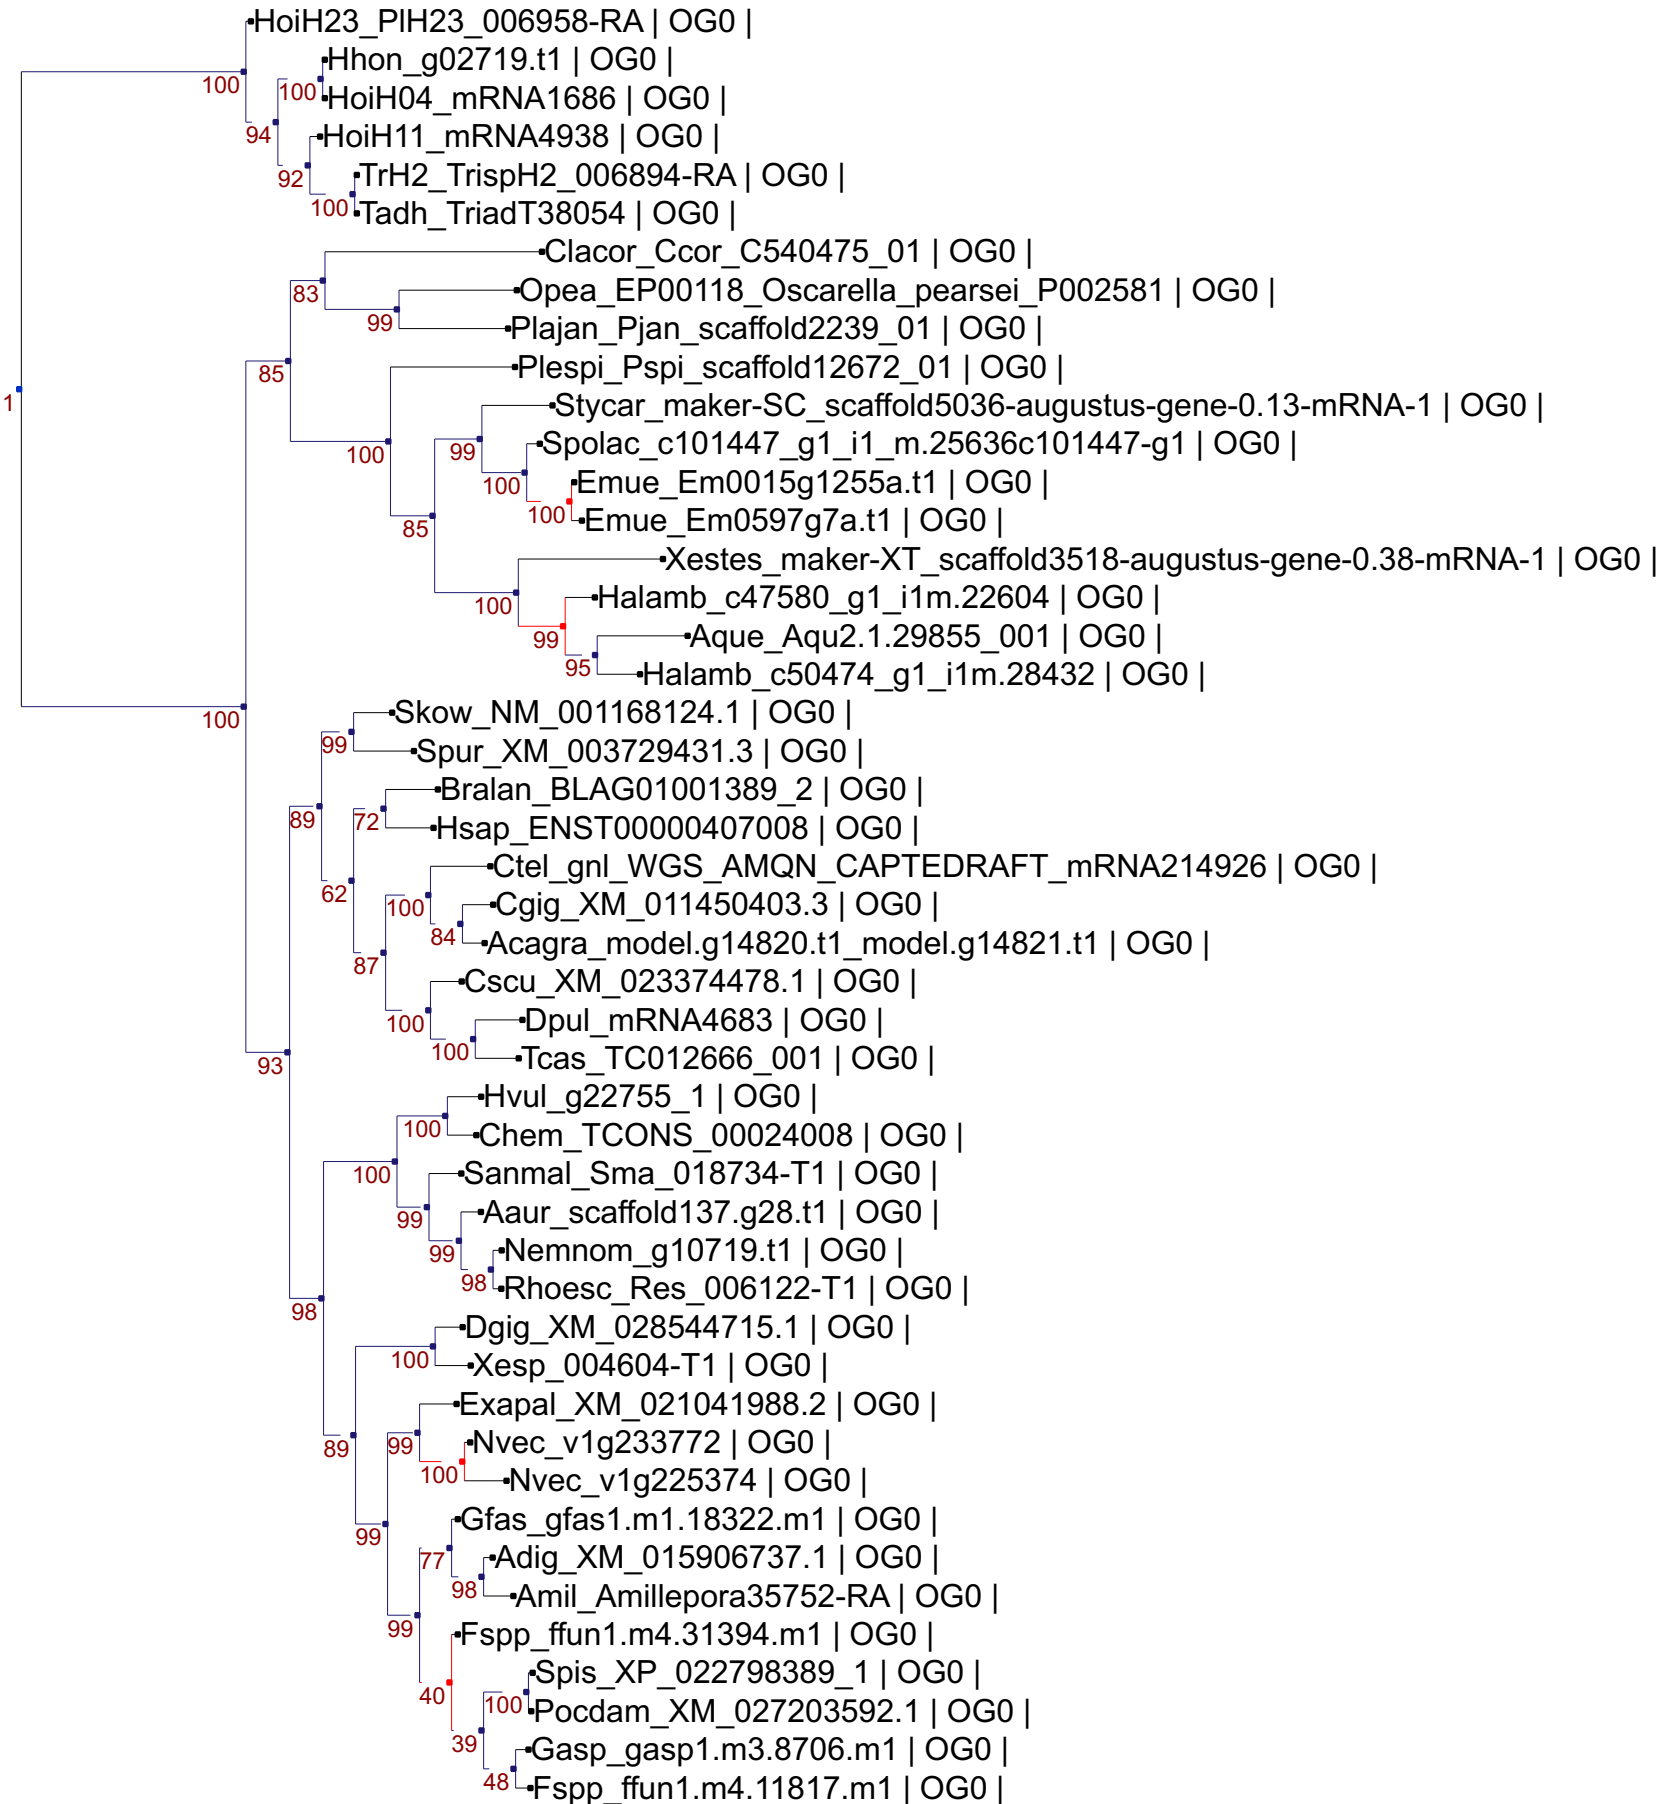 HoiH23_PlH23_006958-RA | OG0 |
Hhon_g02719.t1 | OG0 |
100
100
HoiH04_mRNA1686 | OG0 |
94
HoiH11_mRNA4938 | OG0 |
92
TrH2_TrispH2_006894-RA | OG0 |
100
Tadh_TriadT38054 | OG0 |
Clacor_Ccor_C540475_01 | OG0 |
83
Opea_EP00118_Oscarella_pearsei_P002581 | OG0 |
99
Plajan_Pjan_scaffold2239_01 | OG0 |
85
Plespi_Pspi_scaffold12672_01 | OG0 |
1
Stycar_maker-SC_scaffold5036-augustus-gene-0.13-mRNA-1 | OG0 |
100
99
Spolac_c101447_g1_i1_m.25636c101447-g1 | OG0 |
100
Emue_Em0015g1255a.t1 | OG0 |
100
85
Emue_Em0597g7a.t1 | OG0 |
Xestes_maker-XT_scaffold3518-augustus-gene-0.38-mRNA-1 | OG0 |
100
Halamb_c47580_g1_i1m.22604 | OG0 |
99
Aque_Aqu2.1.29855_001 | OG0 |
95
Halamb_c50474_g1_i1m.28432 | OG0 |
100
Skow_NM_001168124.1 | OG0 |
99
Spur_XM_003729431.3 | OG0 |
Bralan_BLAG01001389_2 | OG0 |
89
72
Hsap_ENST00000407008 | OG0 |
Ctel_gnl_WGS_AMQN_CAPTEDRAFT_mRNA214926 | OG0 |
62
100
Cgig_XM_011450403.3 | OG0 |
84
Acagra_model.g14820.t1_model.g14821.t1 | OG0 |
87
Cscu_XM_023374478.1 | OG0 |
100
Dpul_mRNA4683 | OG0 |
100
Tcas_TC012666_001 | OG0 |
93
Hvul_g22755_1 | OG0 |
100
Chem_TCONS_00024008 | OG0 |
100
Sanmal_Sma_018734-T1 | OG0 |
99
Aaur_scaffold137.g28.t1 | OG0 |
99
Nemnom_g10719.t1 | OG0 |
98
Rhoesc_Res_006122-T1 | OG0 |
98
Dgig_XM_028544715.1 | OG0 |
100
Xesp_004604-T1 | OG0 |
Exapal_XM_021041988.2 | OG0 |
89
99
Nvec_v1g233772 | OG0 |
100
Nvec_v1g225374 | OG0 |
99
Gfas_gfas1.m1.18322.m1 | OG0 |
77
Adig_XM_015906737.1 | OG0 |
98
Amil_Amillepora35752-RA | OG0 |
99
Fspp_ffun1.m4.31394.m1 | OG0 |
Spis_XP_022798389_1 | OG0 |
40
100
Pocdam_XM_027203592.1 | OG0 |
39
Gasp_gasp1.m3.8706.m1 | OG0 |
48
Fspp_ffun1.m4.11817.m1 | OG0 |